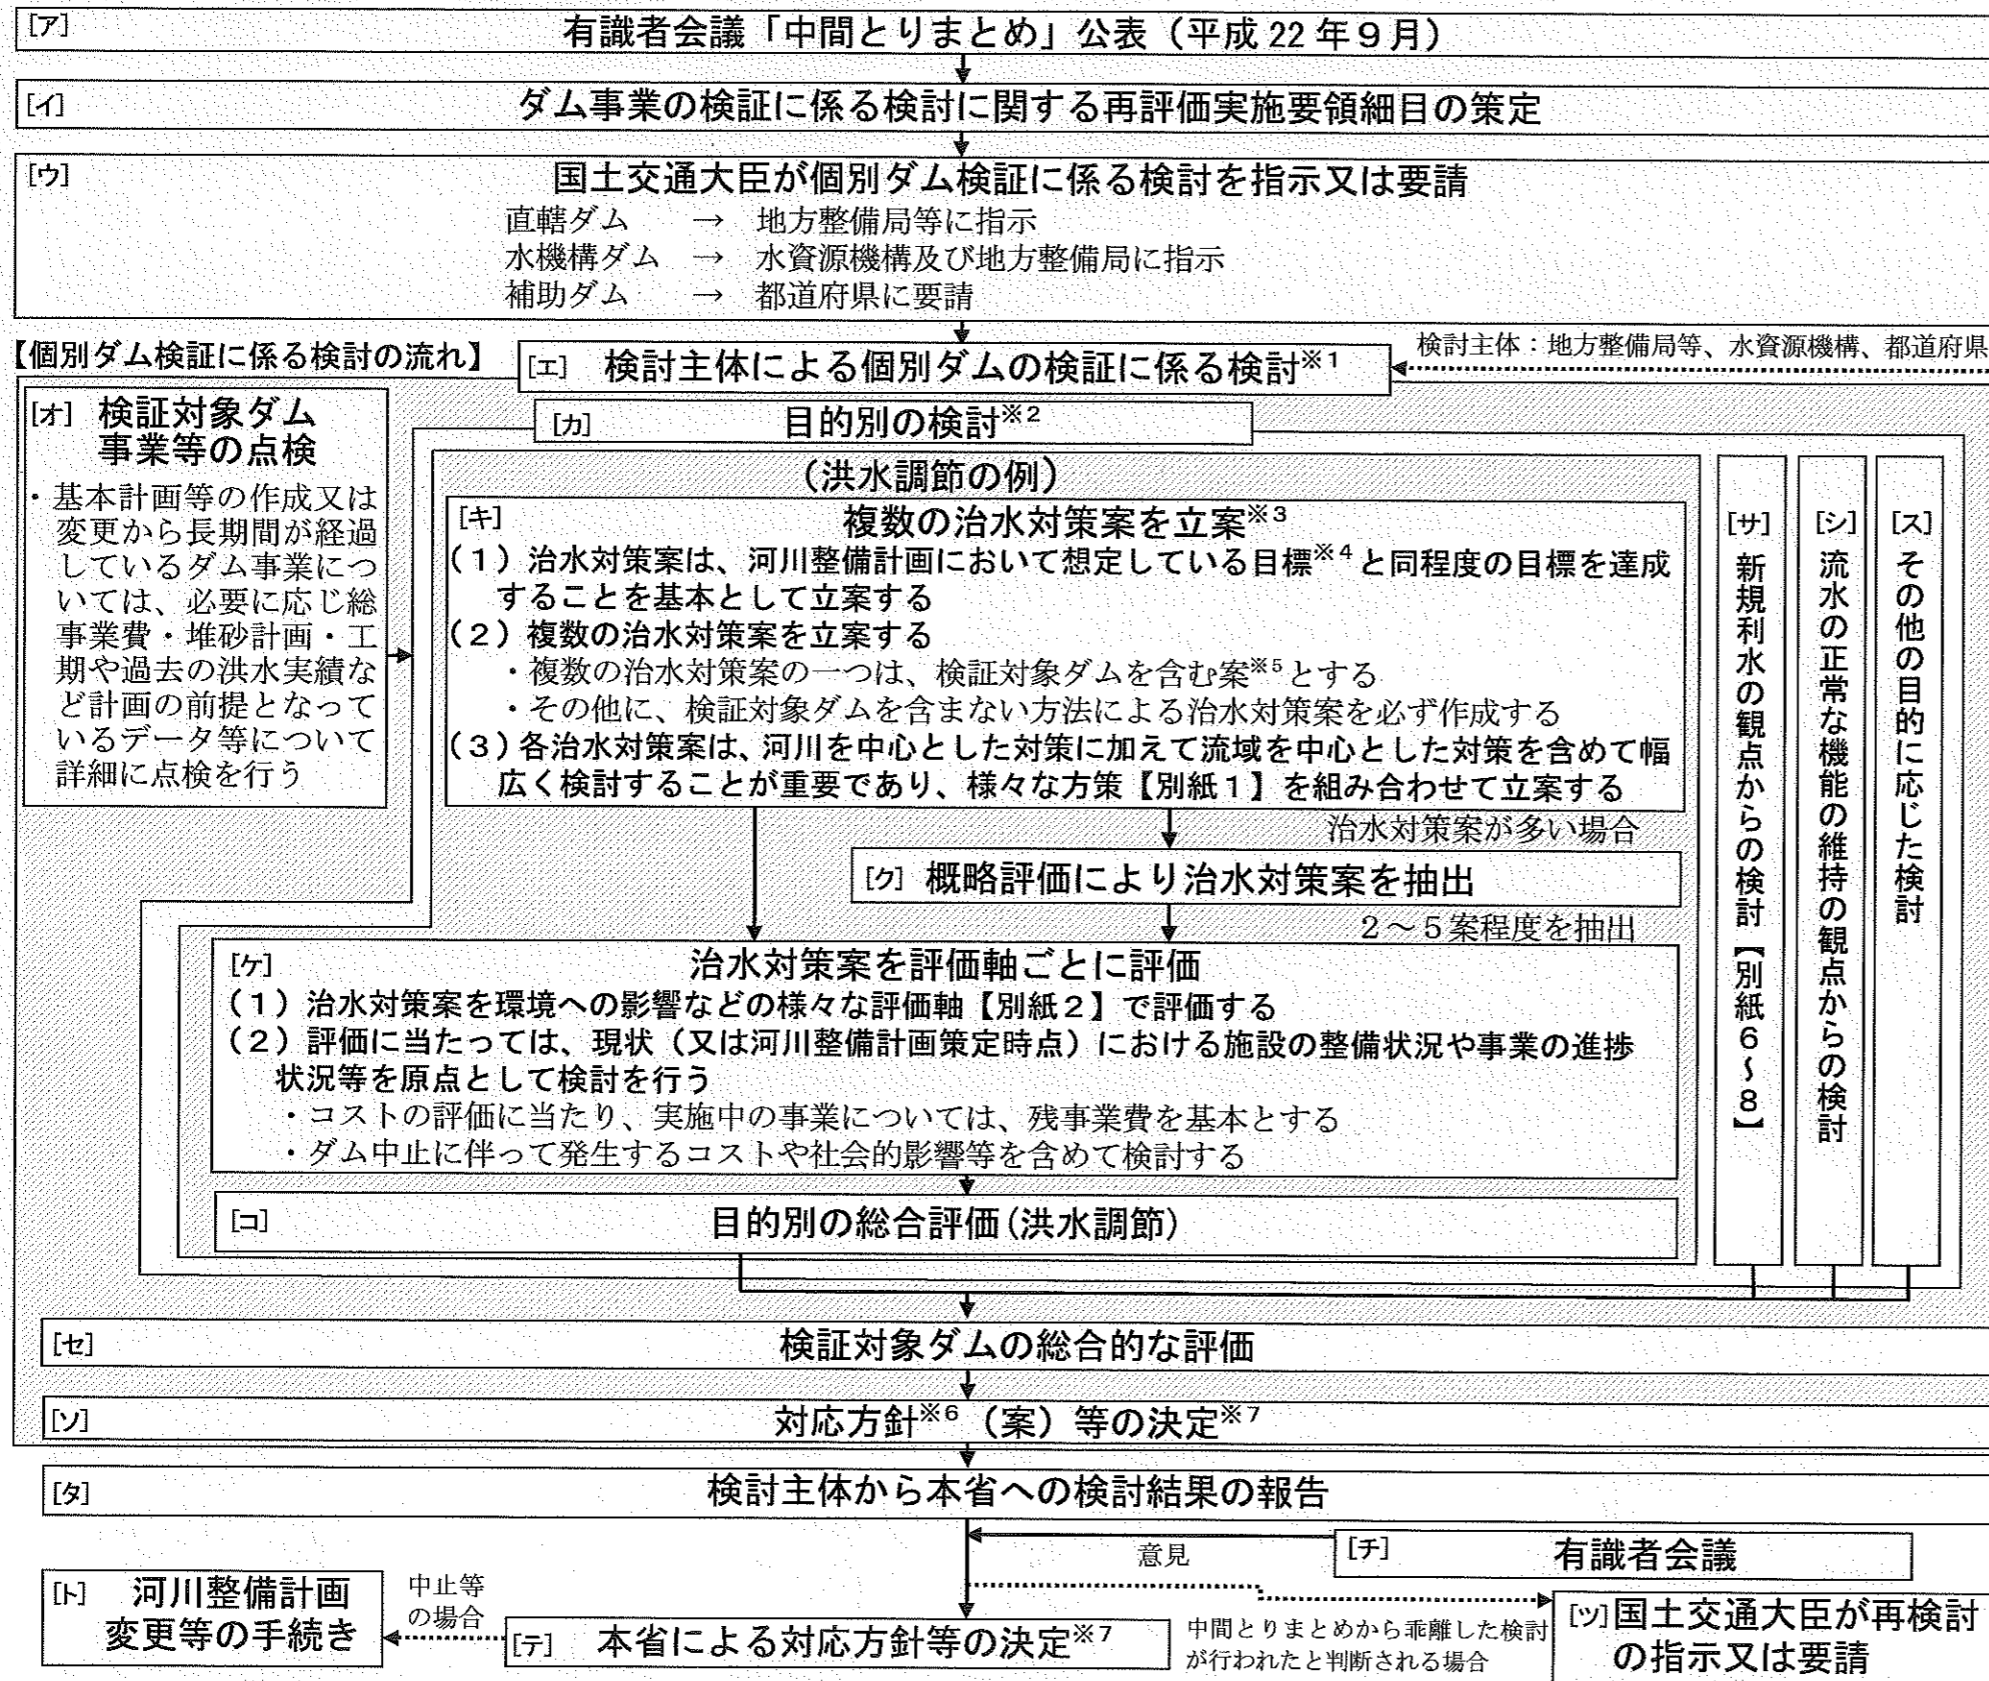 [ア] 有識者会議「中間とりまとめ」公表（平成22年９月）
[イ] ダム事業の検証に係る検討に関する再評価実施要領細目の策定
[ウ] 国土交通大臣が個別ダム検証に係る検討を指示又は要請
直轄ダム → 地方整備局等に指示
水機構ダム → 水資源機構及び地方整備局に指示
補助ダム → 都道府県に要請
【個別ダム検証に係る検討の流れ】
[エ] 検討主体による個別ダムの検証に係る検討※1
検討主体：地方整備局等、水資源機構、都道府県
[オ] 検証対象ダム
事業等の点検
・基本計画等の作成又は
変更から長期間が経過
しているダム事業につ
いては、必要に応じ総
事業費・堆砂計画・工
期や過去の洪水実績な
ど計画の前提となって
いるデータ等について
詳細に点検を行う
[カ] 目的別の検討※2
（洪水調節の例）
[キ] 複数の治水対策案を立案※3
（１）治水対策案は、河川整備計画において想定している目標※4と同程度の目標を達成
することを基本として立案する
（２）複数の治水対策案を立案する
・複数の治水対策案の一つは、検証対象ダムを含む案※5とする
・その他に、検証対象ダムを含まない方法による治水対策案を必ず作成する
（３）各治水対策案は、河川を中心とした対策に加えて流域を中心とした対策を含めて幅
広く検討することが重要であり、様々な方策【別紙１】を組み合わせて立案する
治水対策案が多い場合
[ク] 概略評価により治水対策案を抽出
２～５案程度を抽出
[ケ] 治水対策案を評価軸ごとに評価
（１）治水対策案を環境への影響などの様々な評価軸【別紙２】で評価する
（２）評価に当たっては、現状（又は河川整備計画策定時点）における施設の整備状況や事業の進捗
状況等を原点として検討を行う
・コストの評価に当たり、実施中の事業については、残事業費を基本とする
・ダム中止に伴って発生するコストや社会的影響等を含めて検討する
[コ] 目的別の総合評価(洪水調節)
[サ] 新規利水の観点からの検討【別紙６～８】
[シ] 流水の正常な機能の維持の観点からの検討
[ス] その他の目的に応じた検討
[セ] 検証対象ダムの総合的な評価
[ソ] 対応方針※6（案）等の決定※7
[タ] 検討主体から本省への検討結果の報告
意見
[チ] 有識者会議
[ト] 河川整備計画
変更等の手続き
中止等
の場合
[テ] 本省による対応方針等の決定※7
中間とりまとめから乖離した検討
が行われたと判断される場合
[ツ] 国土交通大臣が再検討
の指示又は要請